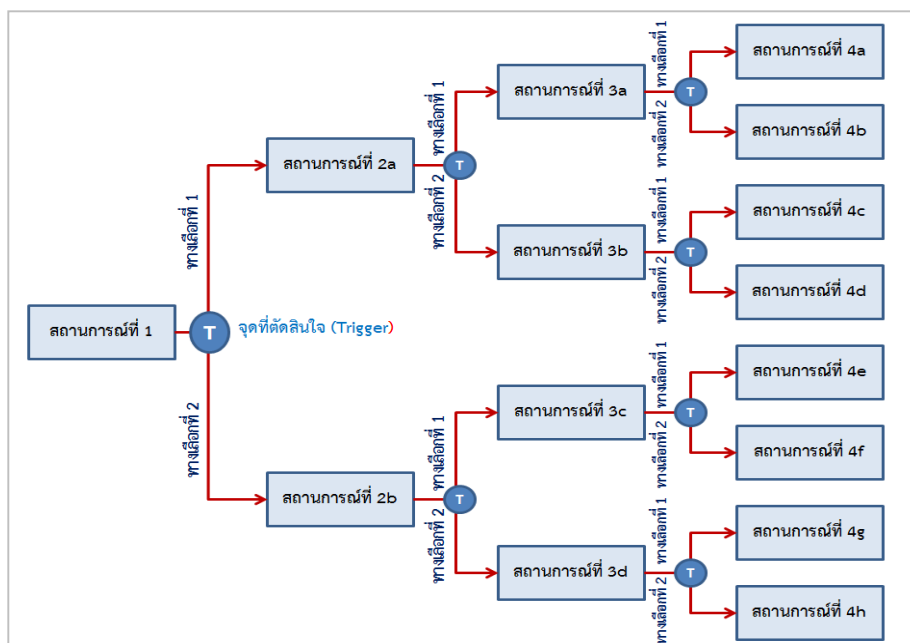 สถานการณ์ที่ 1
T
จุดที่ตัดสินใจ (Trigger)
ทางเลือกที่ 1
ทางเลือกที่ 2
สถานการณ์ที่ 2a
T
ทางเลือกที่ 1
ทางเลือกที่ 2
สถานการณ์ที่ 2b
T
ทางเลือกที่ 1
ทางเลือกที่ 2
สถานการณ์ที่ 3a
T
ทางเลือกที่ 1
ทางเลือกที่ 2
สถานการณ์ที่ 3b
T
ทางเลือกที่ 1
ทางเลือกที่ 2
สถานการณ์ที่ 3c
T
ทางเลือกที่ 1
ทางเลือกที่ 2
สถานการณ์ที่ 3d
T
ทางเลือกที่ 1
ทางเลือกที่ 2
สถานการณ์ที่ 4a
สถานการณ์ที่ 4b
สถานการณ์ที่ 4c
สถานการณ์ที่ 4d
สถานการณ์ที่ 4e
สถานการณ์ที่ 4f
สถานการณ์ที่ 4g
สถานการณ์ที่ 4h